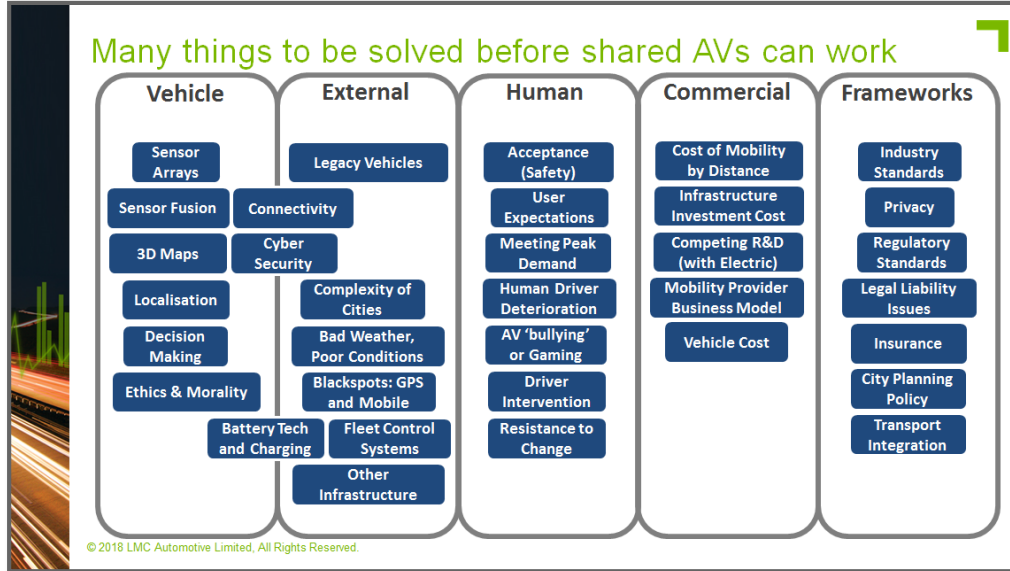 Many things to be solved before shared AVs can work
Vehicle
Sensor
Arrays
Sensor Fusion
3D Maps
Localisation
Decision
Making
Ethics & Morality
Connectivity
Cyber
Security
Battery Tech
and Charging
External
Legacy Vehicles
Complexity of
Cities
Bad Weather,
Poor Conditions
Blackspots: GPS
and Mobile
Fleet Control
Systems
Other
Infrastructure
Human
Acceptance
(Safety)
User
Expectations
Meeting Peak
Demand
Human Driver
Deterioration
AV ‘bullying’
or Gaming
Driver
Intervention
Resistance to
Change
Commercial
Cost of Mobility
by Distance
Infrastructure
Investment Cost
Competing R&D
(with Electric)
Mobility Provider
Business Model
Vehicle Cost
Frameworks
Industry
Standards
Privacy
Regulatory
Standards
Legal Liability
Issues
Insurance
City Planning
Policy
Transport
Integration
© 2018 LMC Automotive Limited, All Rights Reserved.